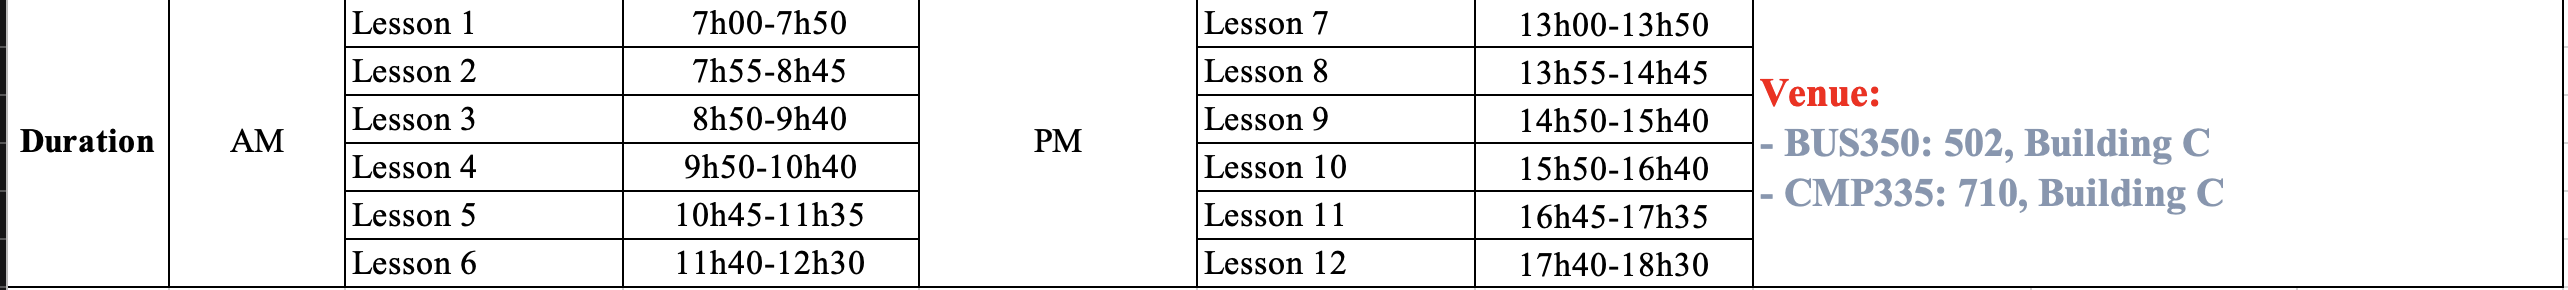 Duration
AM
Lesson 1 7h00-7h50
Lesson 2 7h55-8h45
Lesson 3 8h50-9h40
Lesson 4 9h50-10h40
Lesson 5 10h45-11h35
Lesson 6 11h40-12h30
PM
Lesson 7 13h00-13h50
Lesson 8 13h55-14h45
Lesson 9 14h50-15h40
Lesson 10 15h50-16h40
Lesson 11 16h45-17h35
Lesson 12 17h40-18h30
Venue:
- BUS350: 502, Building C
- CMP335: 710, Building C